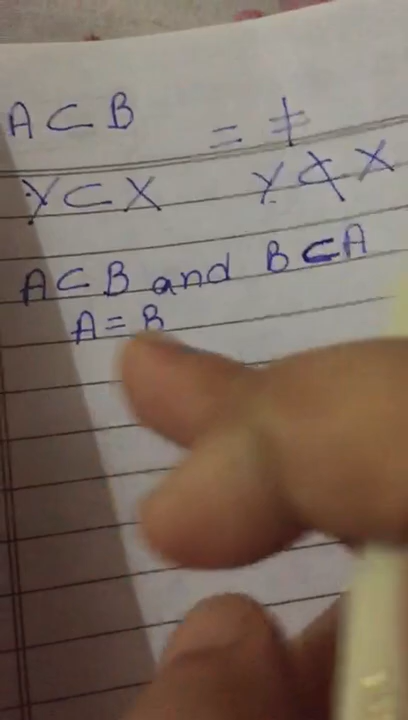 A ⊂ B
= ≠
Y ⊂ X Y ⊄ X
A ⊂ B and B ⊂ A
A = B